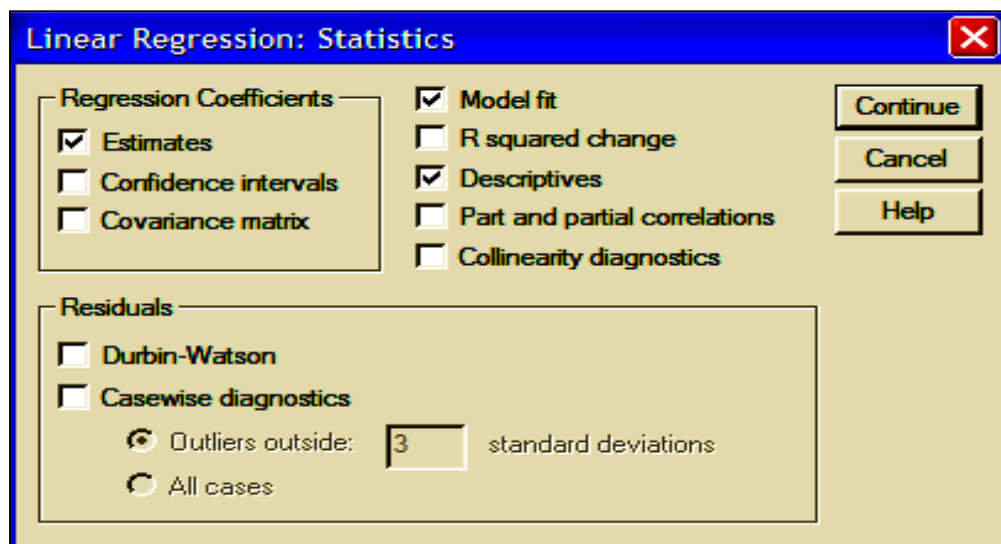 Linear Regression: Statistics
Regression Coefficients
Estimates
Confidence intervals
Covariance matrix
Model fit
R squared change
Descriptives
Part and partial correlations
Collinearity diagnostics
Continue
Cancel
Help
Residuals
Durbin-Watson
Casewise diagnostics
Outliers outside: 3 standard deviations
All cases